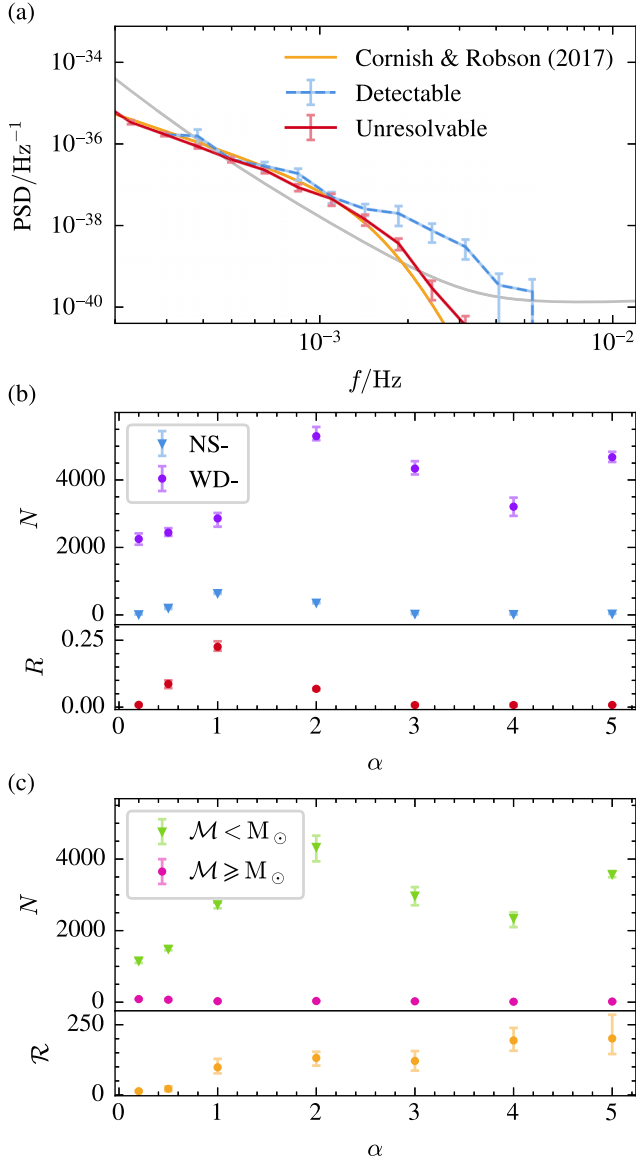 (a)
10⁻³⁴
10⁻³⁶
10⁻³⁸
10⁻⁴⁰
PSD/Hz⁻¹
Cornish & Robson (2017)
Detectable
Unresolvable
10⁻³
10⁻²
f/Hz
(b)
NS-
WD-
4000
2000
0
N
0.25
0.00
R
0 1 2 3 4 5
α
(c)
ℳ < M☉
ℳ ⩾ M☉
4000
2000
0
N
250
0
ℛ
0 1 2 3 4 5
α